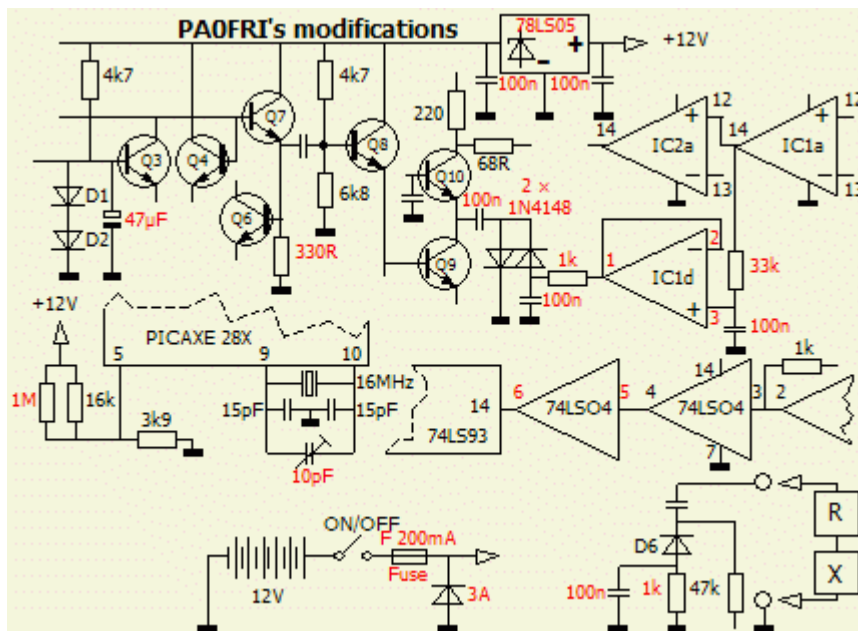 PA0FRI's modifications
78LS05
+12V
4k7
4k7
100n
100n
220
12
12
14
IC2a
14
IC1a
13
13
Q3
Q4
Q7
Q8
68R
Q10
D1
47µF
D2
Q6
6k8
330R
100n
2 ×
1N4148
Q9
1
1k
2
IC1d
33k
3
100n
100n
+12V
PICAXE 28X
5
9
10
1M
16k
3k9
16MHz
15pF
15pF
10pF
14
74LS93
6
74LSO4
5
4
14
74LSO4
7
3
2
1k
ON/OFF
F 200mA
Fuse
12V
3A
D6
100n
1k
47k
R
X